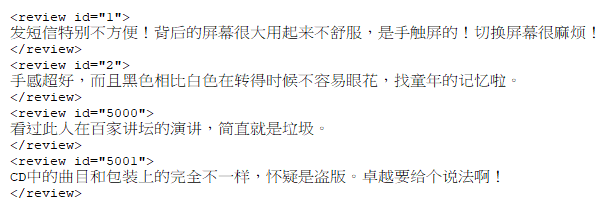 <review id="1">
发短信特别不方便！背后的屏幕很大用起来不舒服，是手触屏的！切换屏幕很麻烦！
</review>
<review id="2">
手感超好，而且黑色相比白色在转得时候不容易眼花，找童年的记忆啦。
</review>
<review id="5000">
看过此人在百家讲坛的演讲，简直就是垃圾。
</review>
<review id="5001">
CD中的曲目和包装上的完全不一样，怀疑是盗版。卓越要给个说法啊！
</review>